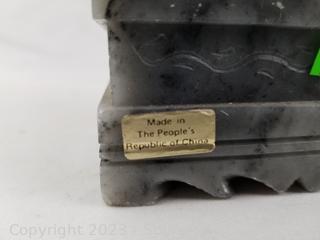 Made in
The People's
Republic of China
Copyright 2023